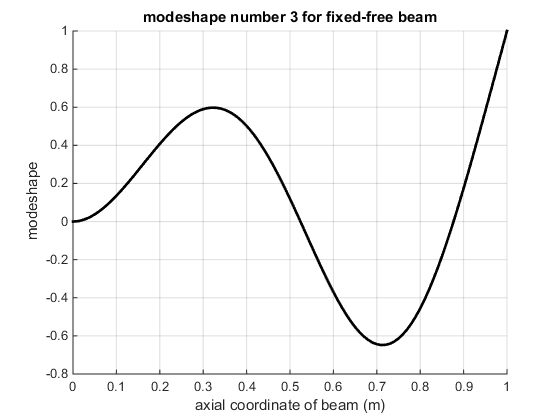 modeshape number 3 for fixed-free beam
1
0.8
0.6
0.4
0.2
0
-0.2
-0.4
-0.6
-0.8
modeshape
0 0.1 0.2 0.3 0.4 0.5 0.6 0.7 0.8 0.9 1
axial coordinate of beam (m)